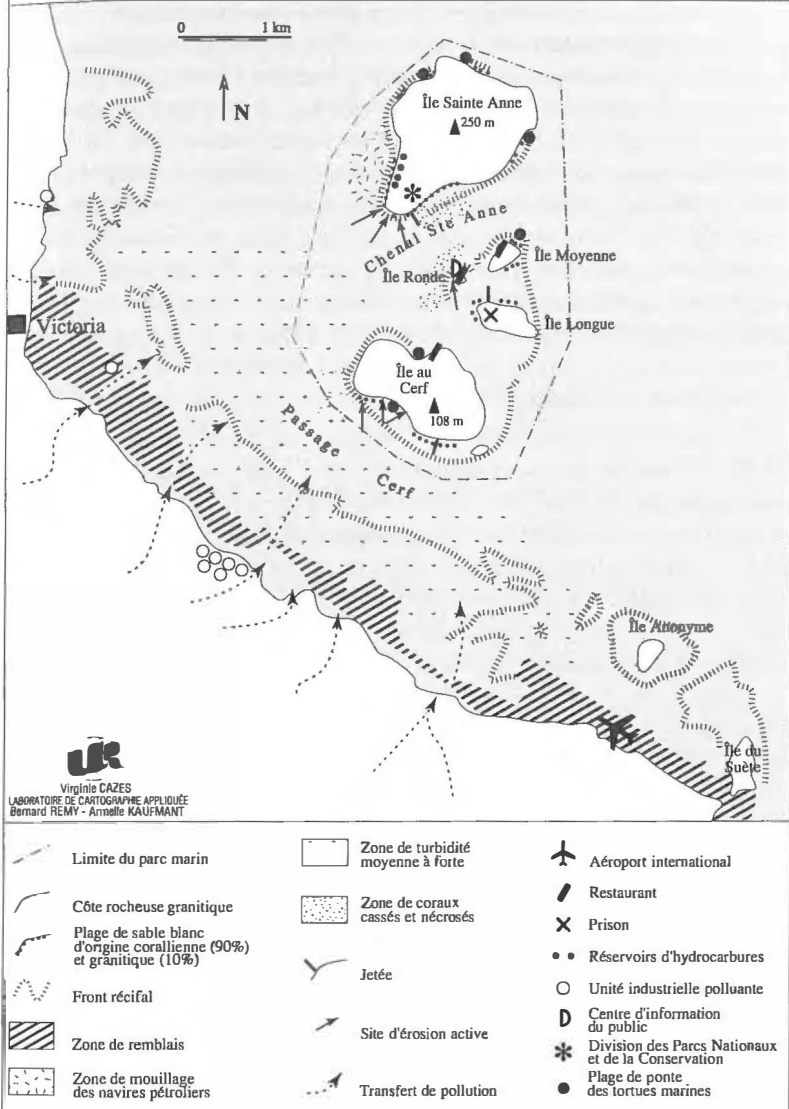 0 1 km
N
Île Sainte Anne
250 m
Chenal Ste Anne
Île Moyenne
Île Ronde
D
Île Longue
Victoria
Île au
Cerf
108 m
Passage
Cerf
Île Anonyme
Île du
Suète
Virginie CAZES
LABORATOIRE DE CARTOGRAPHIE APPLIQUÉE
Bernard REMY - Armelle KAUFMANT
Limite du parc marin
Côte rocheuse granitique
Plage de sable blanc
d'origine corallienne (90%)
et granitique (10%)
Front récifal
Zone de remblais
Zone de mouillage
des navires pétroliers
Zone de turbidité
moyenne à forte
Zone de coraux
cassés et nécrosés
Jetée
Site d'érosion active
Transfert de pollution
Aéroport international
Restaurant
Prison
Réservoirs d'hydrocarbures
Unité industrielle polluante
D Centre d'information
du public
Division des Parcs Nationaux
et de la Conservation
Plage de ponte
des tortues marines